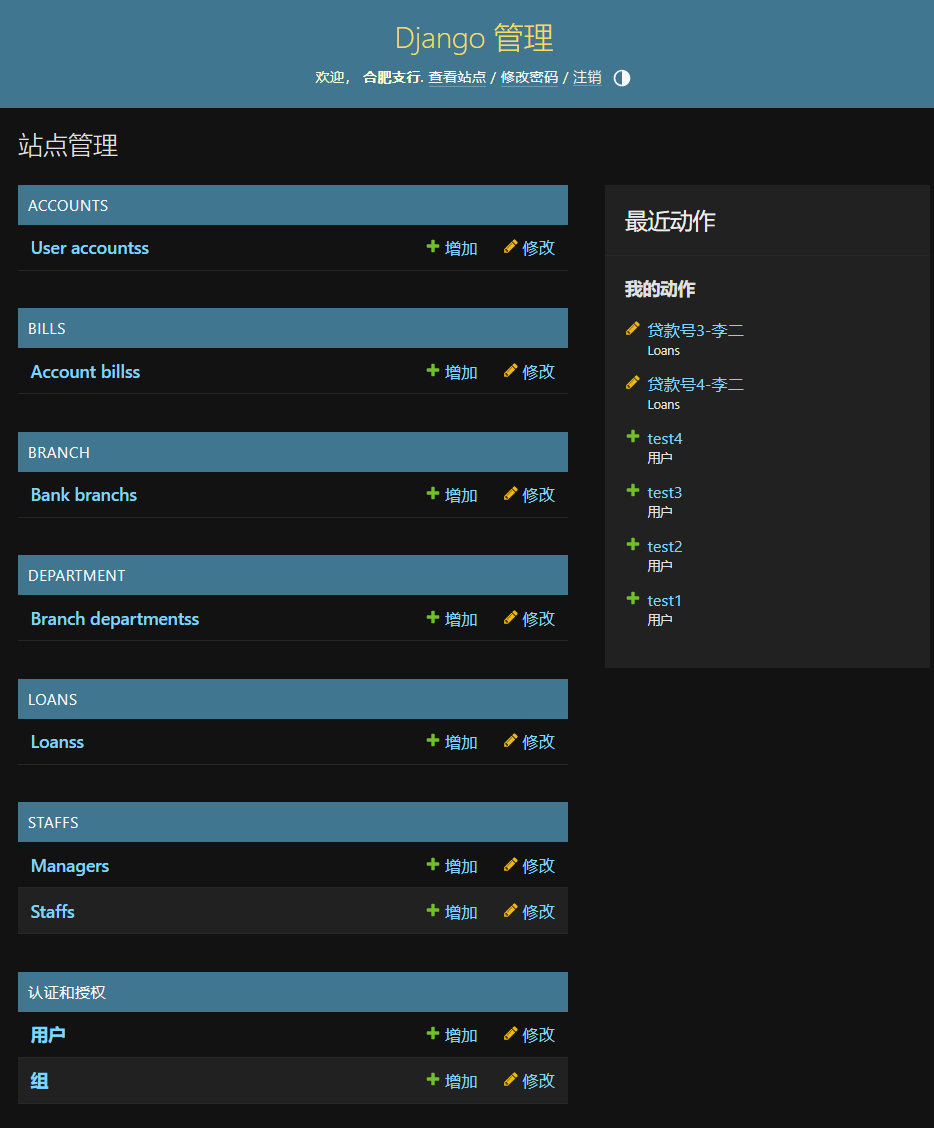 Django 管理
欢迎， 合肥支行. 查看站点 / 修改密码 / 注销
站点管理
ACCOUNTS
User accountss 增加 修改
BILLS
Account billss 增加 修改
BRANCH
Bank branchs 增加 修改
DEPARTMENT
Branch departmentss 增加 修改
LOANS
Loanss 增加 修改
STAFFS
Managers 增加 修改
Staffs 增加 修改
认证和授权
用户 增加 修改
组 增加 修改
最近动作
我的动作
贷款号3-李二
Loans
贷款号4-李二
Loans
test4
用户
test3
用户
test2
用户
test1
用户